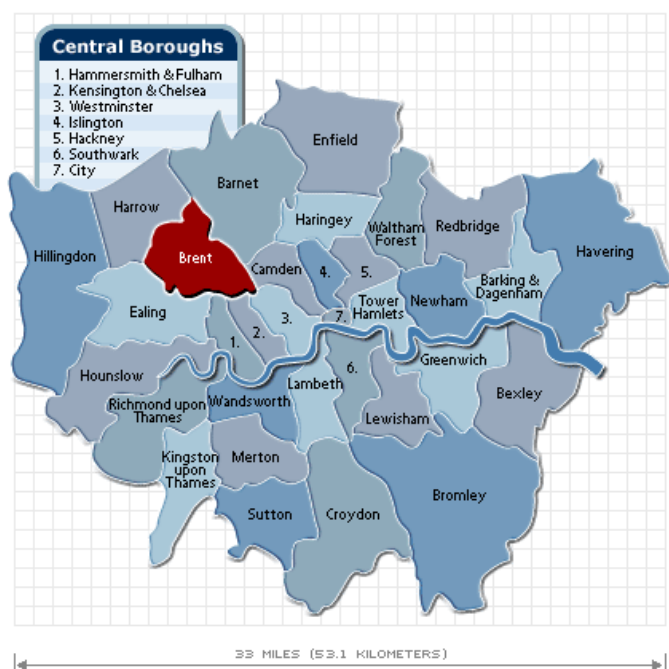 Central Boroughs
1. Hammersmith & Fulham
2. Kensington & Chelsea
3. Westminster
4. Islington
5. Hackney
6. Southwark
7. City
Enfield
Barnet
Harrow
Haringey
Waltham
Forest
Redbridge
Havering
Hillingdon
Brent
Camden
4.
5.
Barking &
Dagenham
Ealing
Tower
Hamlets
Newham
1.
2.
3.
7.
Hounslow
Greenwich
6.
Richmond upon
Thames
Wandsworth
Lambeth
Lewisham
Bexley
Kingston
upon
Thames
Merton
Sutton
Croydon
Bromley
33 MILES (53.1 KILOMETERS)